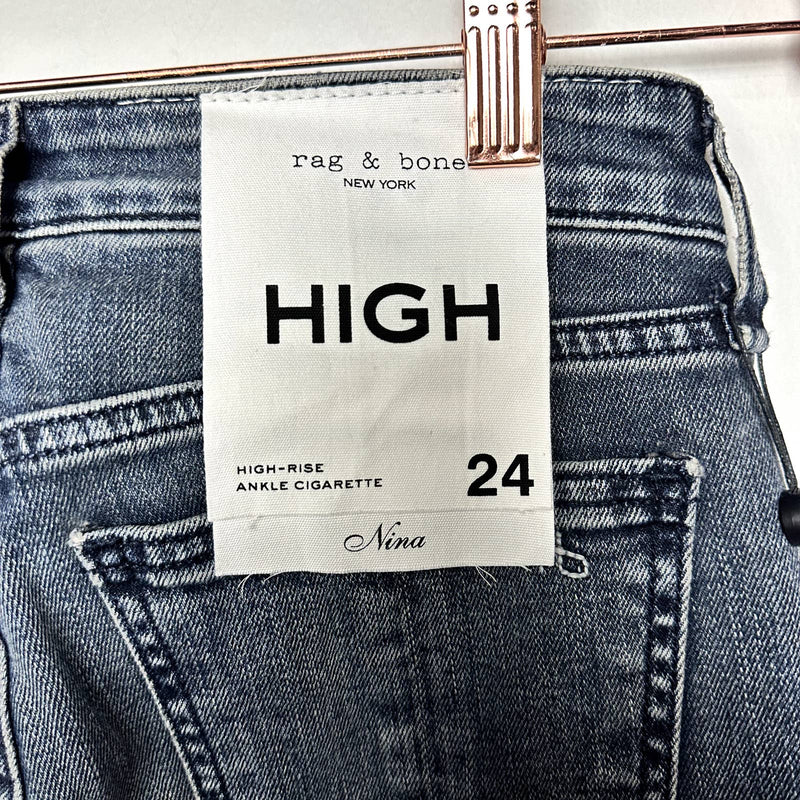 rag & bone
NEW YORK
HIGH
HIGH-RISE
ANKLE CIGARETTE
24
Nina